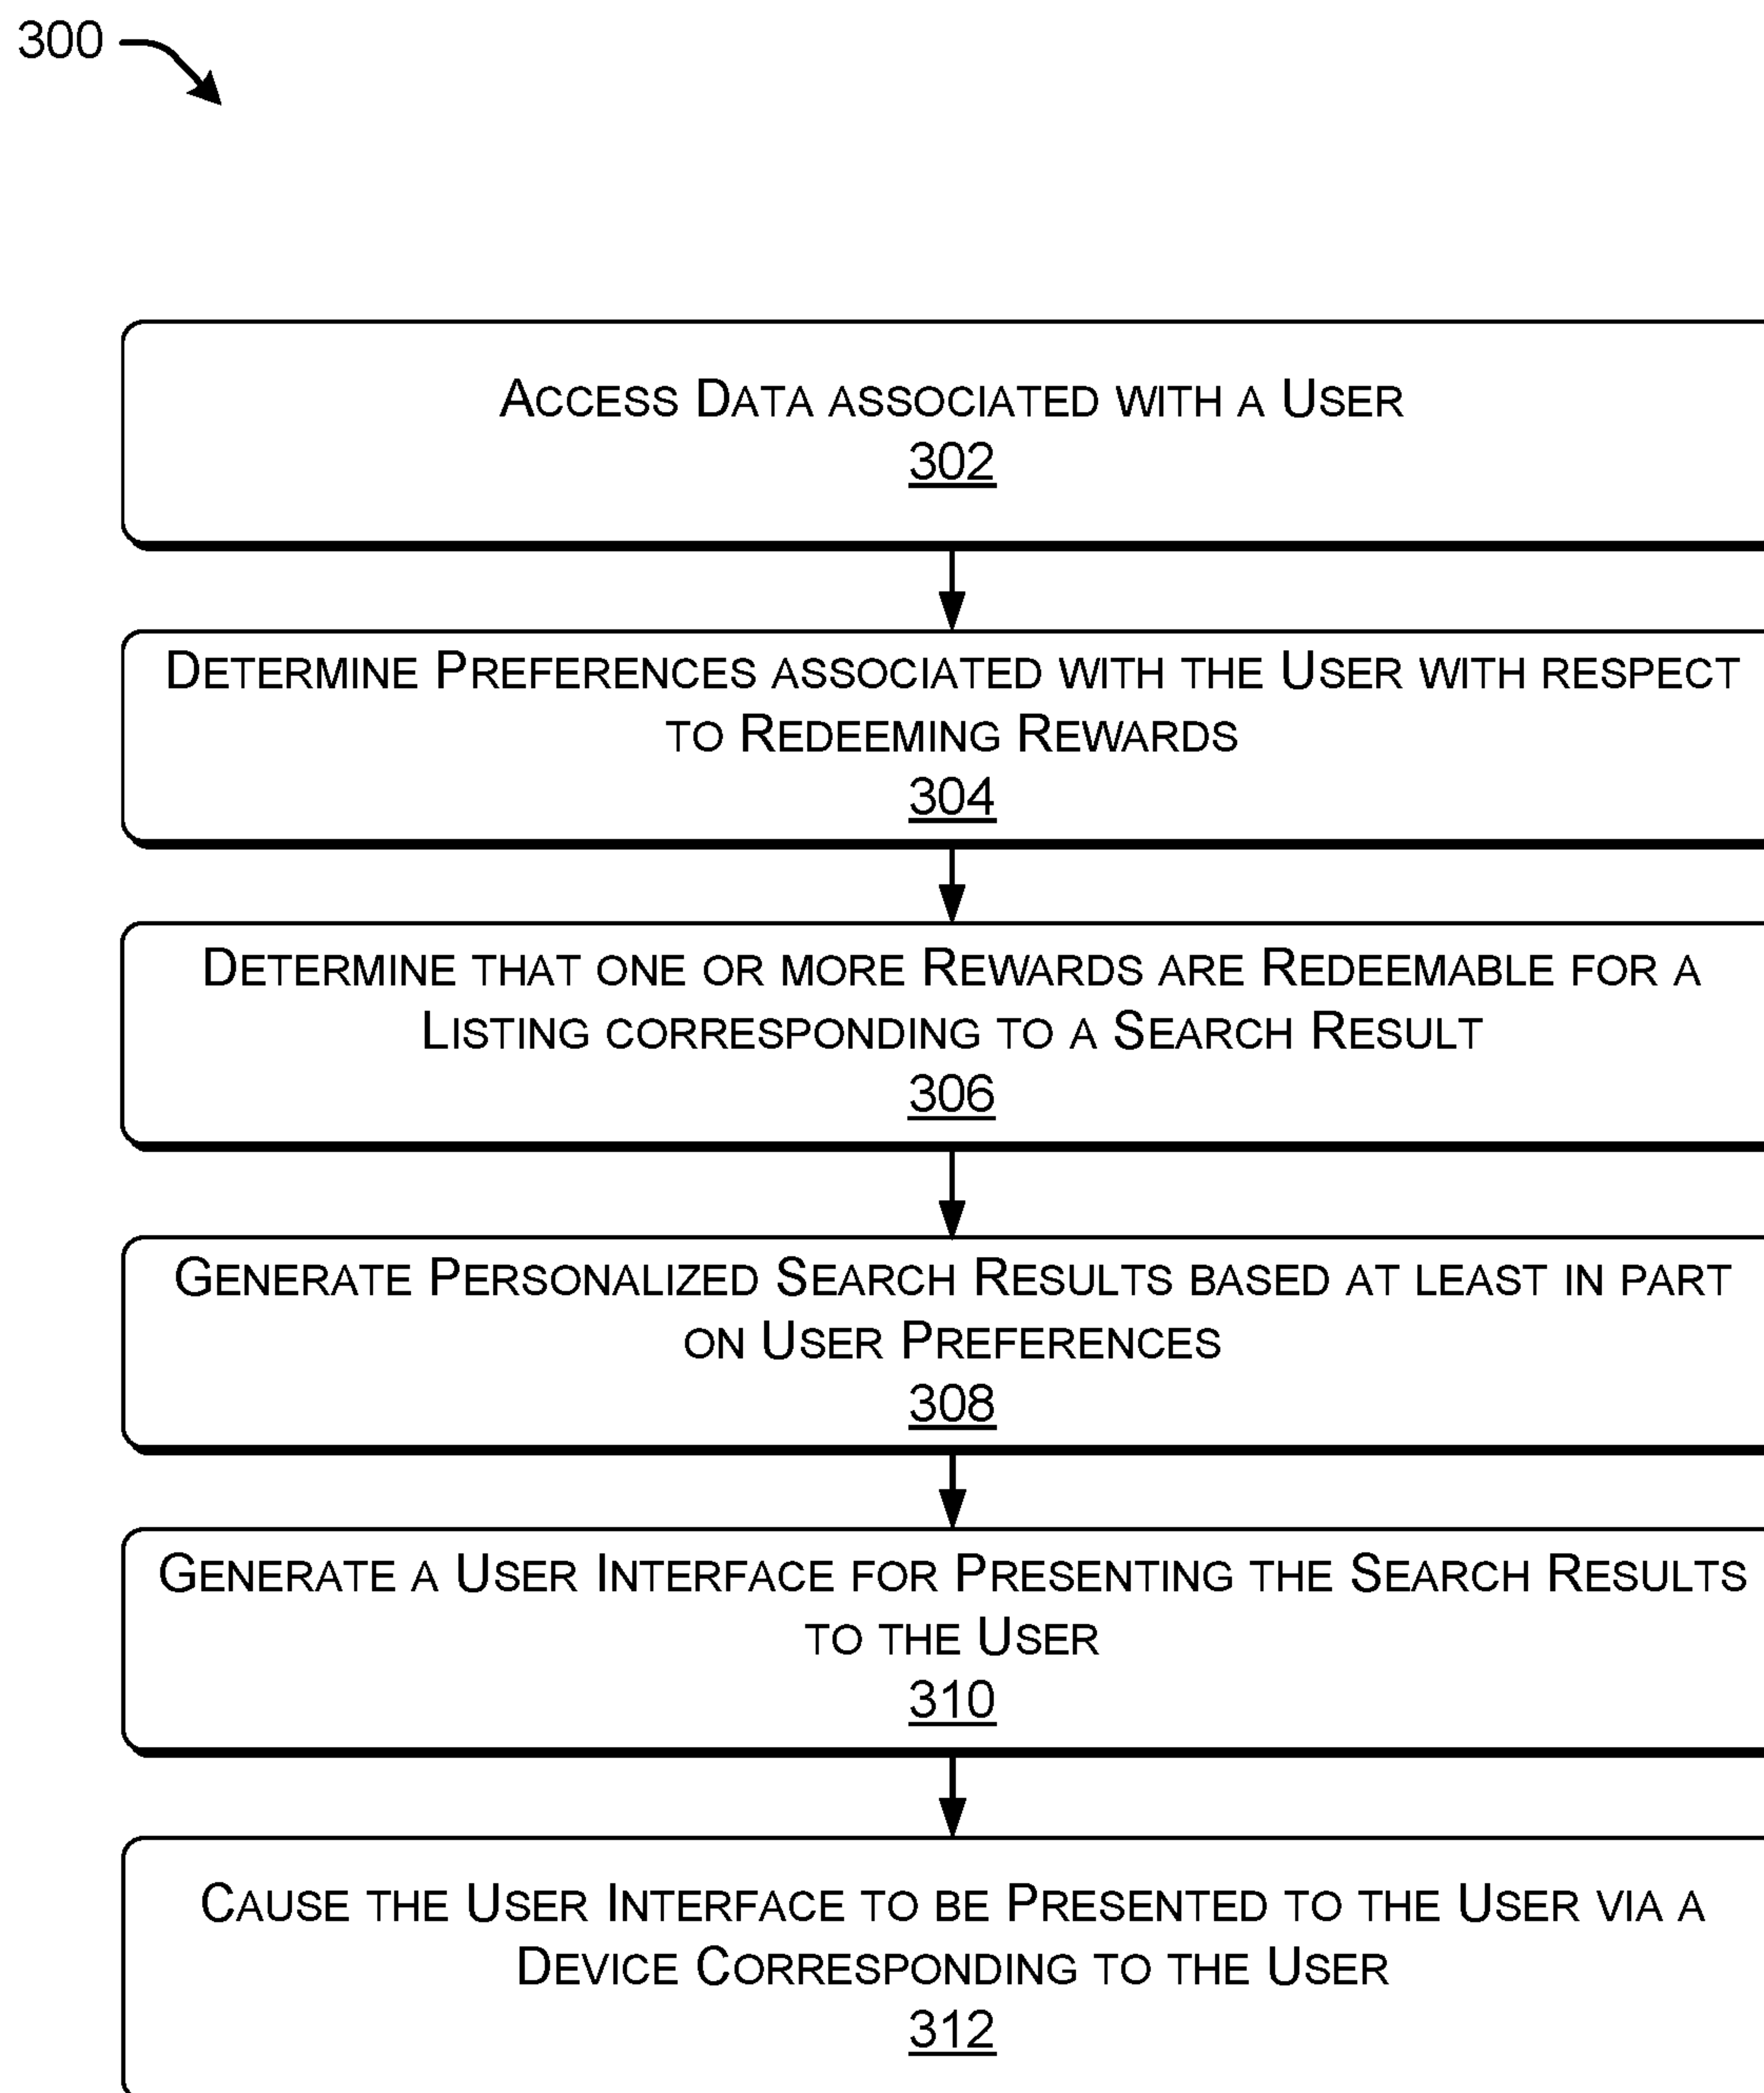 300
ACCESS DATA ASSOCIATED WITH A USER
302
DETERMINE PREFERENCES ASSOCIATED WITH THE USER WITH RESPECT
TO REDEEMING REWARDS
304
DETERMINE THAT ONE OR MORE REWARDS ARE REDEEMABLE FOR A
LISTING CORRESPONDING TO A SEARCH RESULT
306
GENERATE PERSONALIZED SEARCH RESULTS BASED AT LEAST IN PART
ON USER PREFERENCES
308
GENERATE A USER INTERFACE FOR PRESENTING THE SEARCH RESULTS
TO THE USER
310
CAUSE THE USER INTERFACE TO BE PRESENTED TO THE USER VIA A
DEVICE CORRESPONDING TO THE USER
312